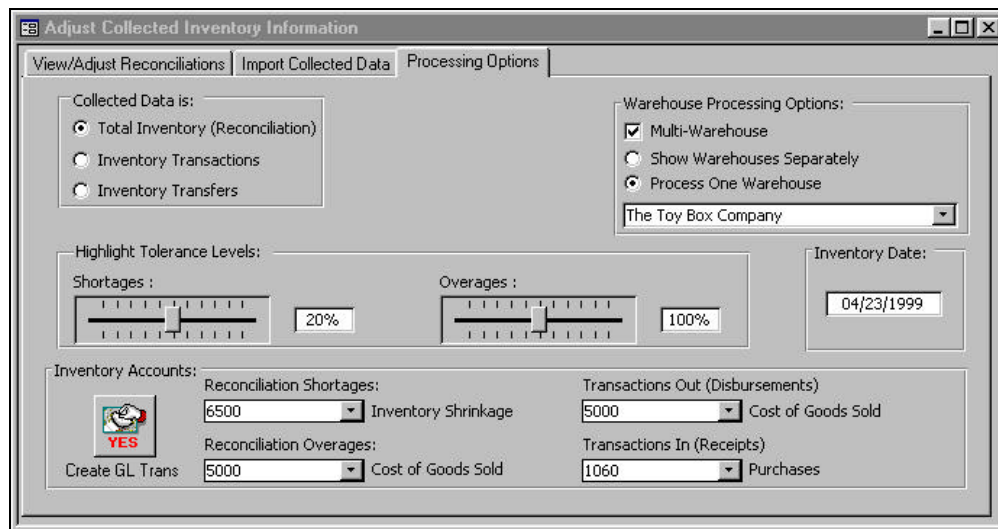 Adjust Collected Inventory Information
View/Adjust Reconciliations
Import Collected Data
Processing Options
Collected Data is:
Total Inventory (Reconciliation)
Inventory Transactions
Inventory Transfers
Warehouse Processing Options:
Multi-Warehouse
Show Warehouses Separately
Process One Warehouse
The Toy Box Company
Highlight Tolerance Levels:
Shortages :
20%
Overages :
100%
Inventory Date:
04/23/1999
Inventory Accounts:
YES
Create GL Trans
Reconciliation Shortages:
6500 Inventory Shrinkage
Reconciliation Overages:
5000 Cost of Goods Sold
Transactions Out (Disbursements)
5000 Cost of Goods Sold
Transactions In (Receipts)
1060 Purchases